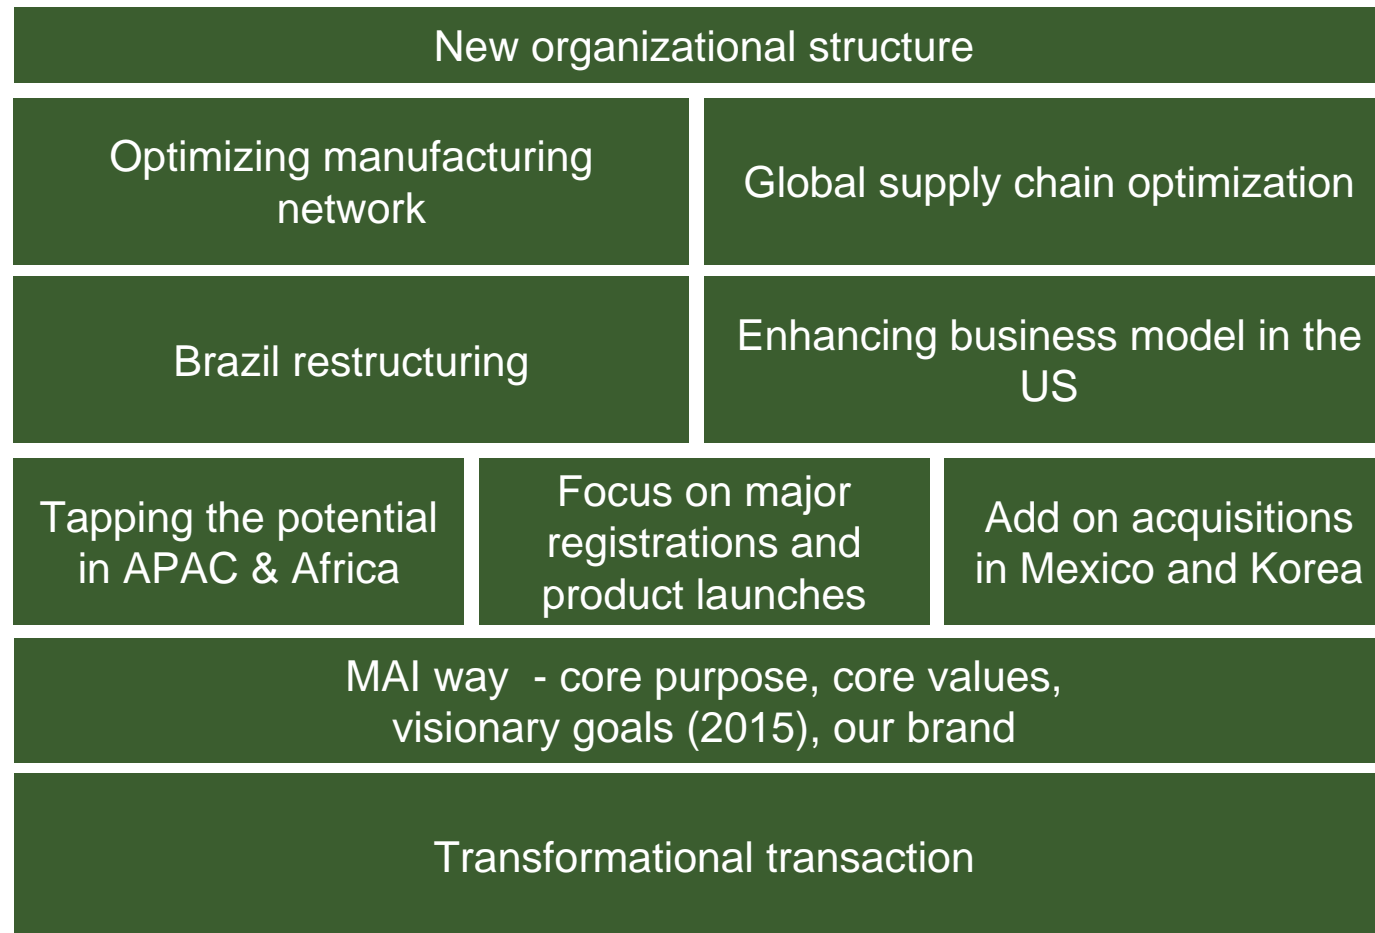 New organizational structure
Optimizing manufacturing
network
Global supply chain optimization
Brazil restructuring
Enhancing business model in the
US
Tapping the potential
in APAC & Africa
Focus on major
registrations and
product launches
Add on acquisitions
in Mexico and Korea
MAI way  - core purpose, core values,
visionary goals (2015), our brand
Transformational transaction